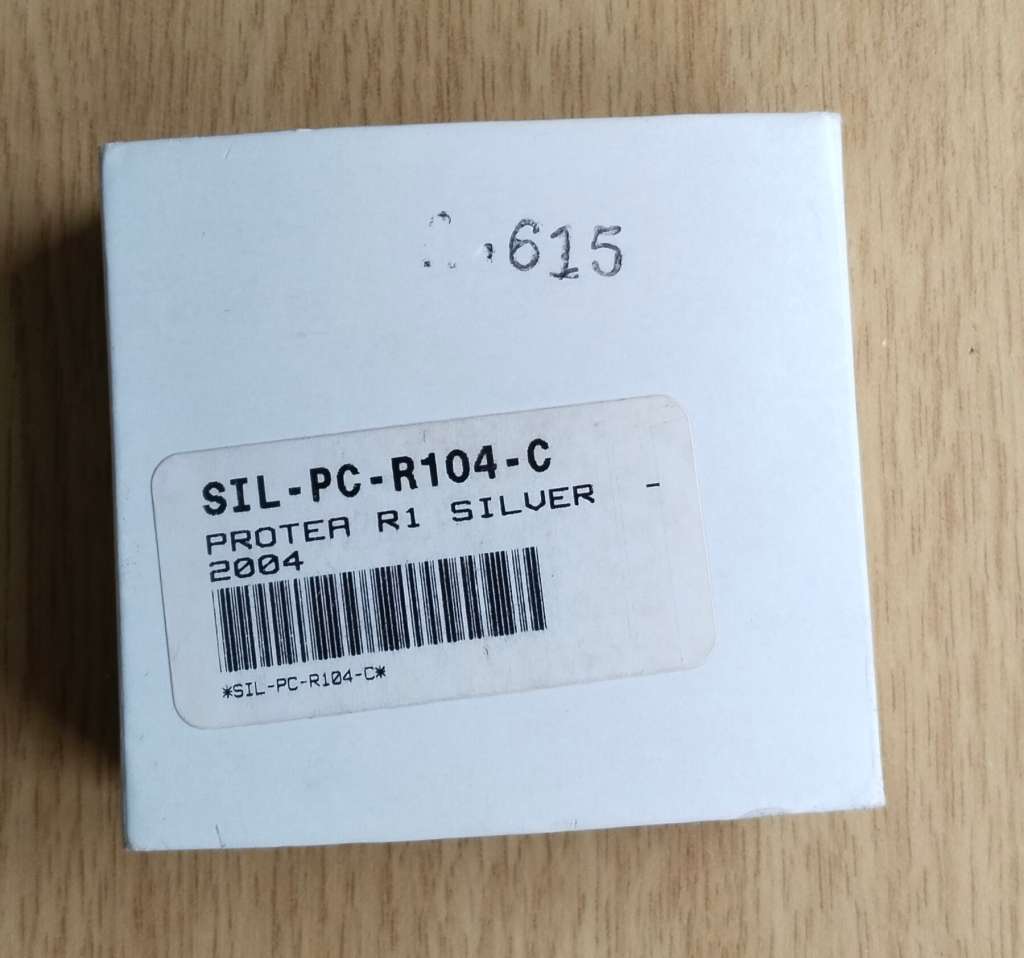 615
SIL-PC-R104-C
PROTEA R1 SILVER -
2004
*SIL-PC-R104-C*